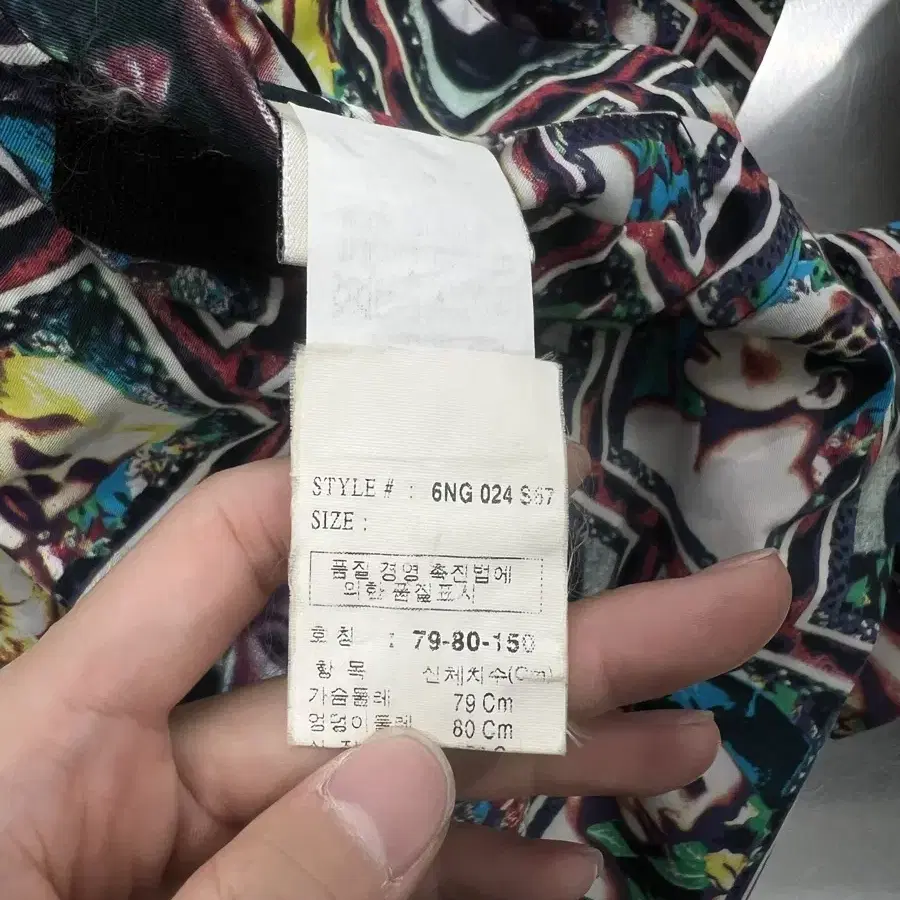 STYLE # : 6NG 024 S67
SIZE :
품질 경영 촉진법에
의한 품질표시
호칭 : 79-80-150
항목 신체치수(Cm)
가슴둘레 79 Cm
엉덩이둘레 80 Cm